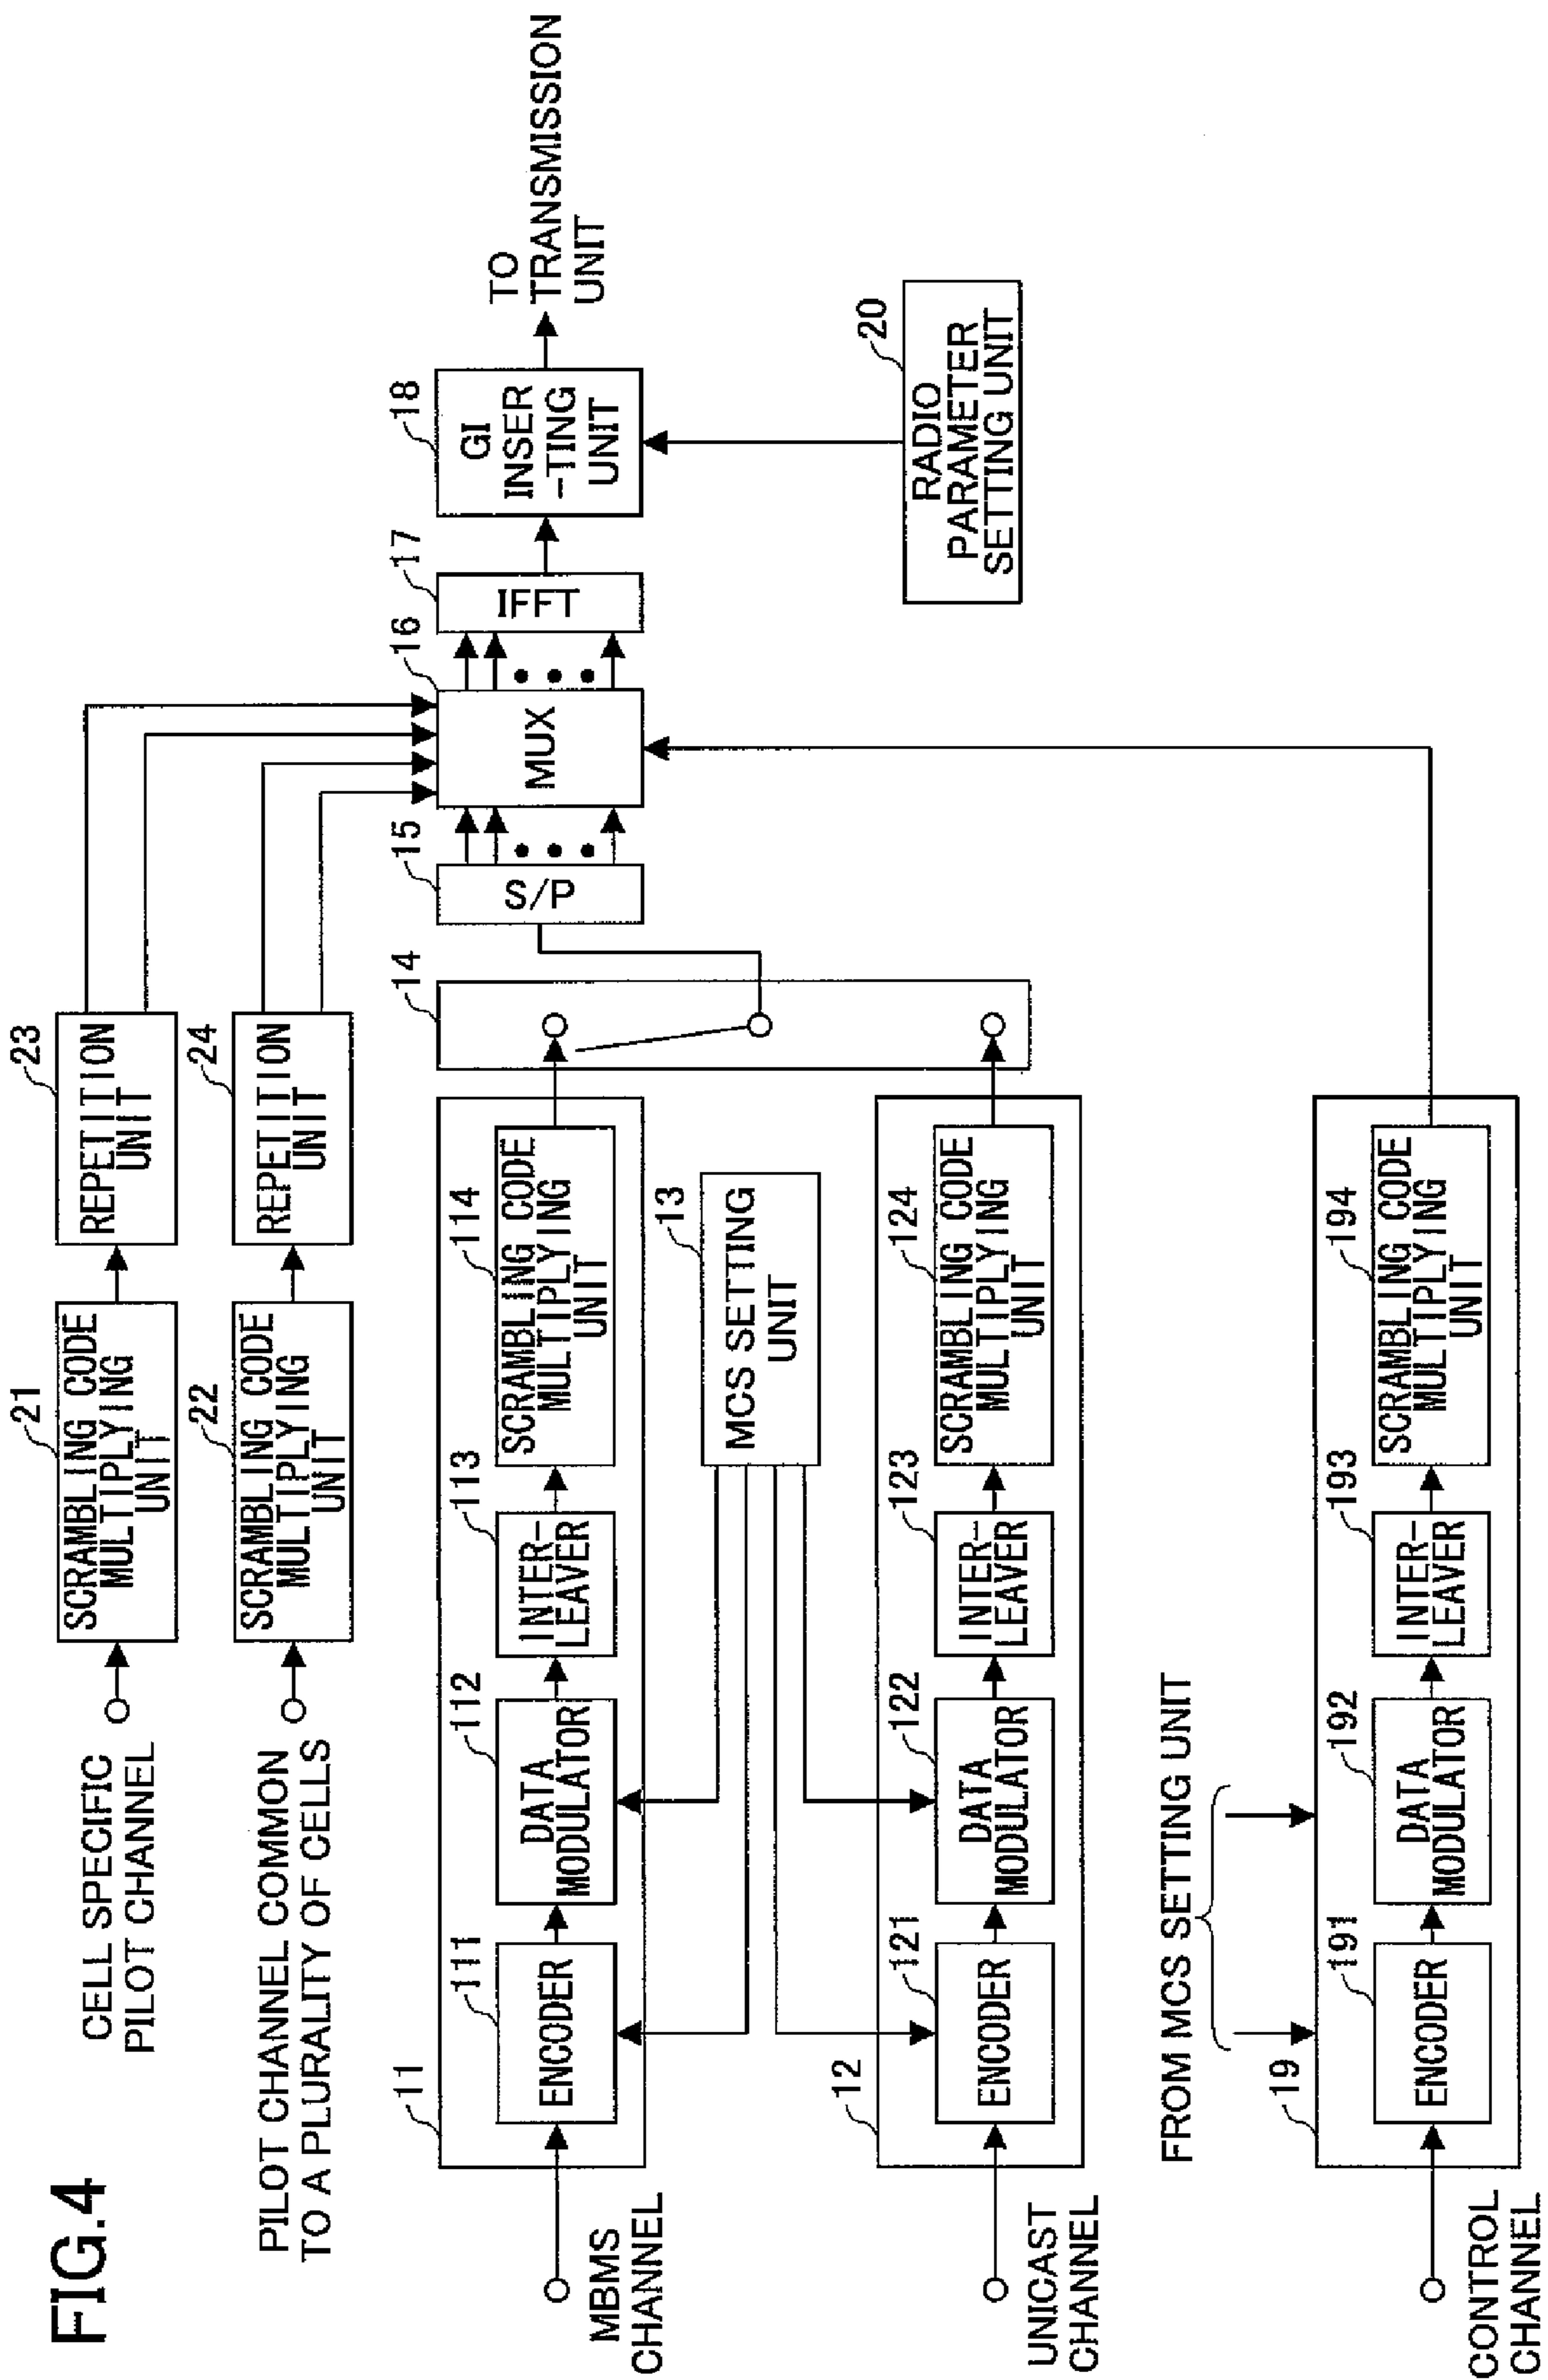 FIG.4
CELL SPECIFIC
PILOT CHANNEL
21
SCRAMBLING CODE
MULTIPLYING
UNIT
23
REPETITION
UNIT
PILOT CHANNEL COMMON
TO A PLURALITY OF CELLS
22
SCRAMBLING CODE
MULTIPLYING
UNIT
24
REPETITION
UNIT
MBMS
CHANNEL
11
111
ENCODER
112
DATA
MODULATOR
113
INTER-
LEAVER
114
SCRAMBLING CODE
MULTIPLYING
UNIT
14
15
S/P
16
MUX
17
IFFT
18
GI
INSER
-TING
UNIT
TO
TRANSMISSION
UNIT
13
MCS SETTING
UNIT
20
RADIO
PARAMETER
SETTING UNIT
UNICAST
CHANNEL
12
121
ENCODER
122
DATA
MODULATOR
123
INTER-
LEAVER
124
SCRAMBLING CODE
MULTIPLYING
UNIT
FROM MCS SETTING UNIT
CONTROL
CHANNEL
19
191
ENCODER
192
DATA
MODULATOR
193
INTER-
LEAVER
194
SCRAMBLING CODE
MULTIPLYING
UNIT